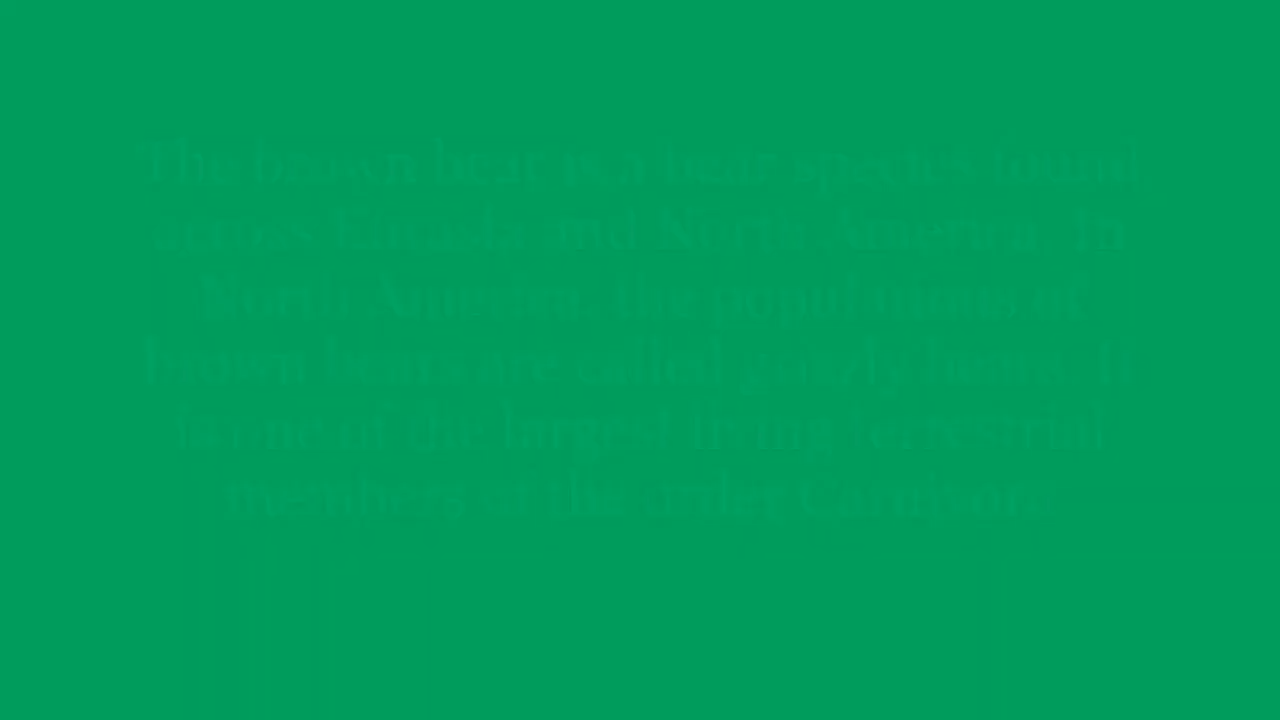 The brown bear is a bear species found
across Eurasia and North America. In
North America, the populations of
brown bears are called grizzly bears. It
is one of the largest living terrestrial
members of the order Carnivora